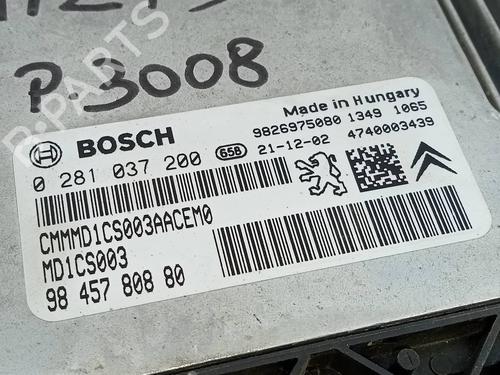 P.3008
B-PARTS
Made in Hungary
BOSCH
9826975080 1349 1065
0 281 037 200 65B 21-12-02 4740003439
CMMMD1CS003AACEM0
MD1CS003
98 457 808 80